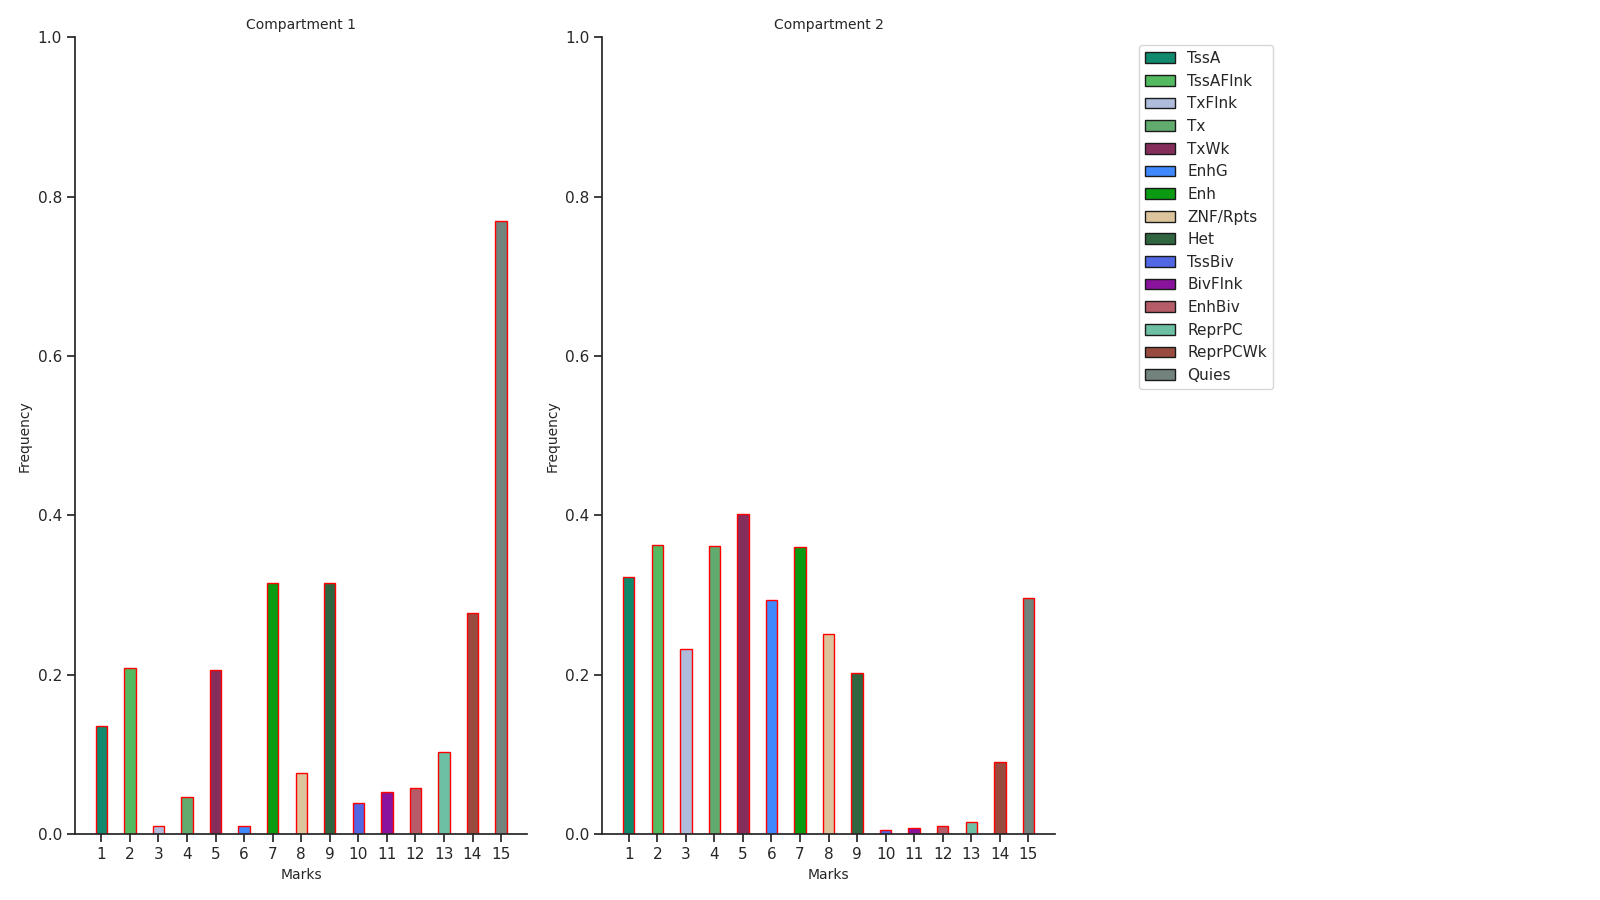 Compartment 1
1.0
0.8
0.6
0.4
0.2
0.0
Frequency
1 2 3 4 5 6 7 8 9 10 11 12 13 14 15
Marks
Compartment 2
1.0
0.8
0.6
0.4
0.2
0.0
Frequency
1 2 3 4 5 6 7 8 9 10 11 12 13 14 15
Marks
TssA
TssAFlnk
TxFlnk
Tx
TxWk
EnhG
Enh
ZNF/Rpts
Het
TssBiv
BivFlnk
EnhBiv
ReprPC
ReprPCWk
Quies